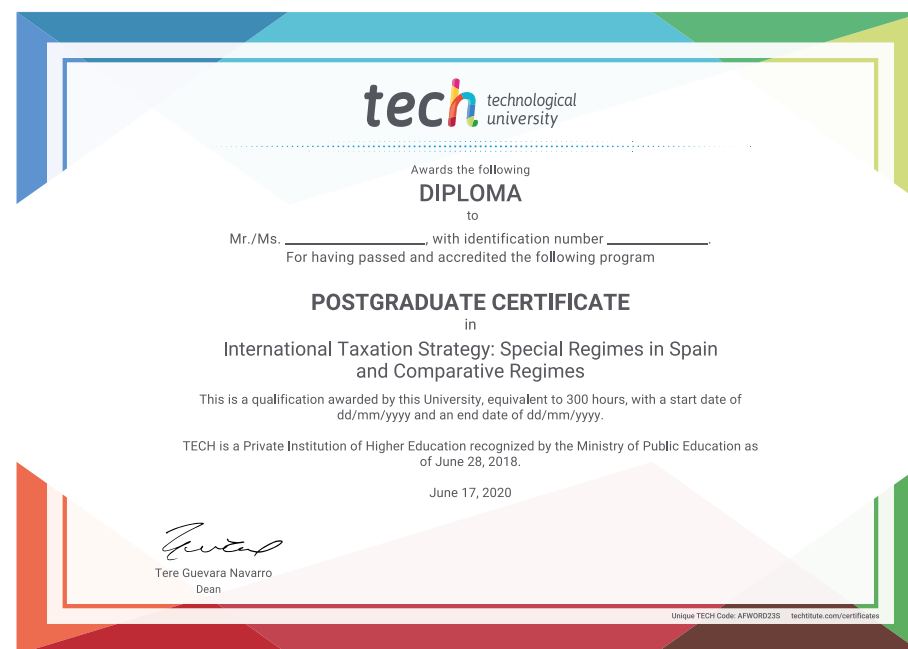 tech technological
university
Awards the following
DIPLOMA
to
Mr./Ms. ____________, with identification number ____________.
For having passed and accredited the following program
POSTGRADUATE CERTIFICATE
in
International Taxation Strategy: Special Regimes in Spain
and Comparative Regimes
This is a qualification awarded by this University, equivalent to 300 hours, with a start date of
dd/mm/yyyy and an end date of dd/mm/yyyy.
TECH is a Private Institution of Higher Education recognized by the Ministry of Public Education as
of June 28, 2018.
June 17, 2020
Tere Guevara Navarro
Dean
Unique TECH Code: AFWORD23S techtitute.com/certificates